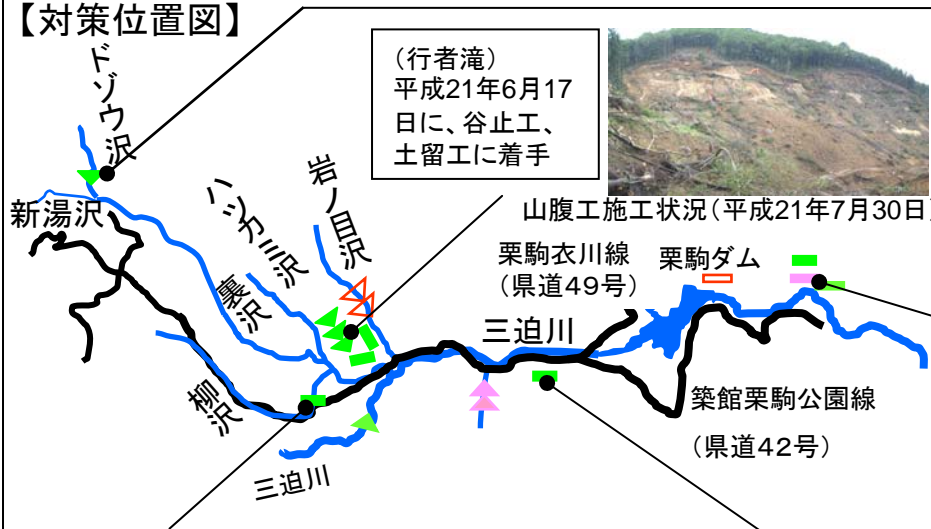 【対策位置図】
ドゾウ沢
(行者滝)
平成21年6月17
日に、谷止工、
土留工に着手
岩ノ目沢
ハッカ三沢
新湯沢
山腹工施工状況(平成21年7月30日)
栗駒衣川線
(県道49号)
栗駒ダム
裏沢
三迫川
柳沢
築館栗駒公園線
(県道42号)
三迫川